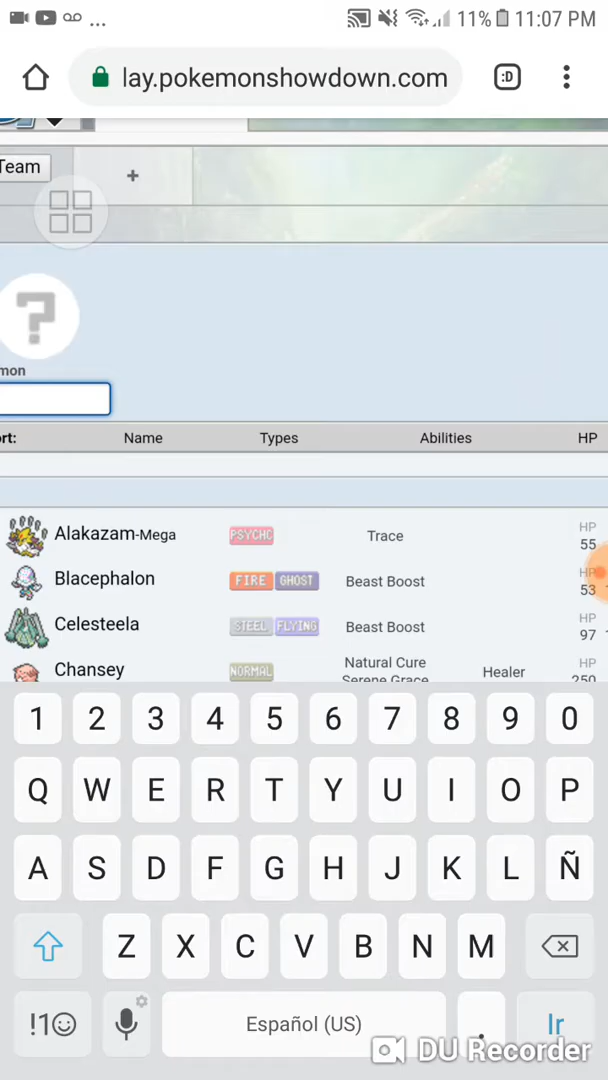 ... 11% 11:07 PM
lay.pokemonshowdown.com :D
Team +
?
mon
ort: Name Types Abilities HP
Alakazam-Mega PSYCHC Trace HP 55
Blacephalon FIRE GHOST Beast Boost HP 53
Celesteela STEEL FLYING Beast Boost HP 97
Chansey NORMAL Natural Cure Serene Grace Healer HP 250
1 2 3 4 5 6 7 8 9 0
Q W E R T Y U I O P
A S D F G H J K L Ñ
Z X C V B N M
!1☺ Español (US) . Ir
DU Recorder